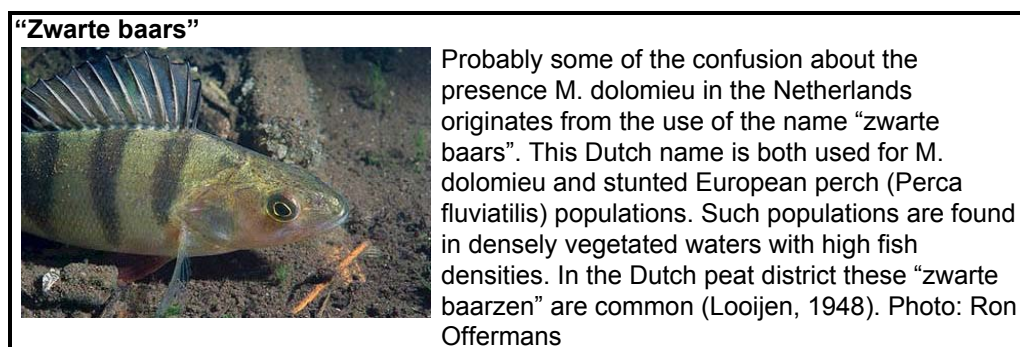 “Zwarte baars”
Probably some of the confusion about the
presence M. dolomieu in the Netherlands
originates from the use of the name “zwarte
baars”. This Dutch name is both used for M.
dolomieu and stunted European perch (Perca
fluviatilis) populations. Such populations are found
in densely vegetated waters with high fish
densities. In the Dutch peat district these “zwarte
baarzen” are common (Looijen, 1948). Photo: Ron
Offermans